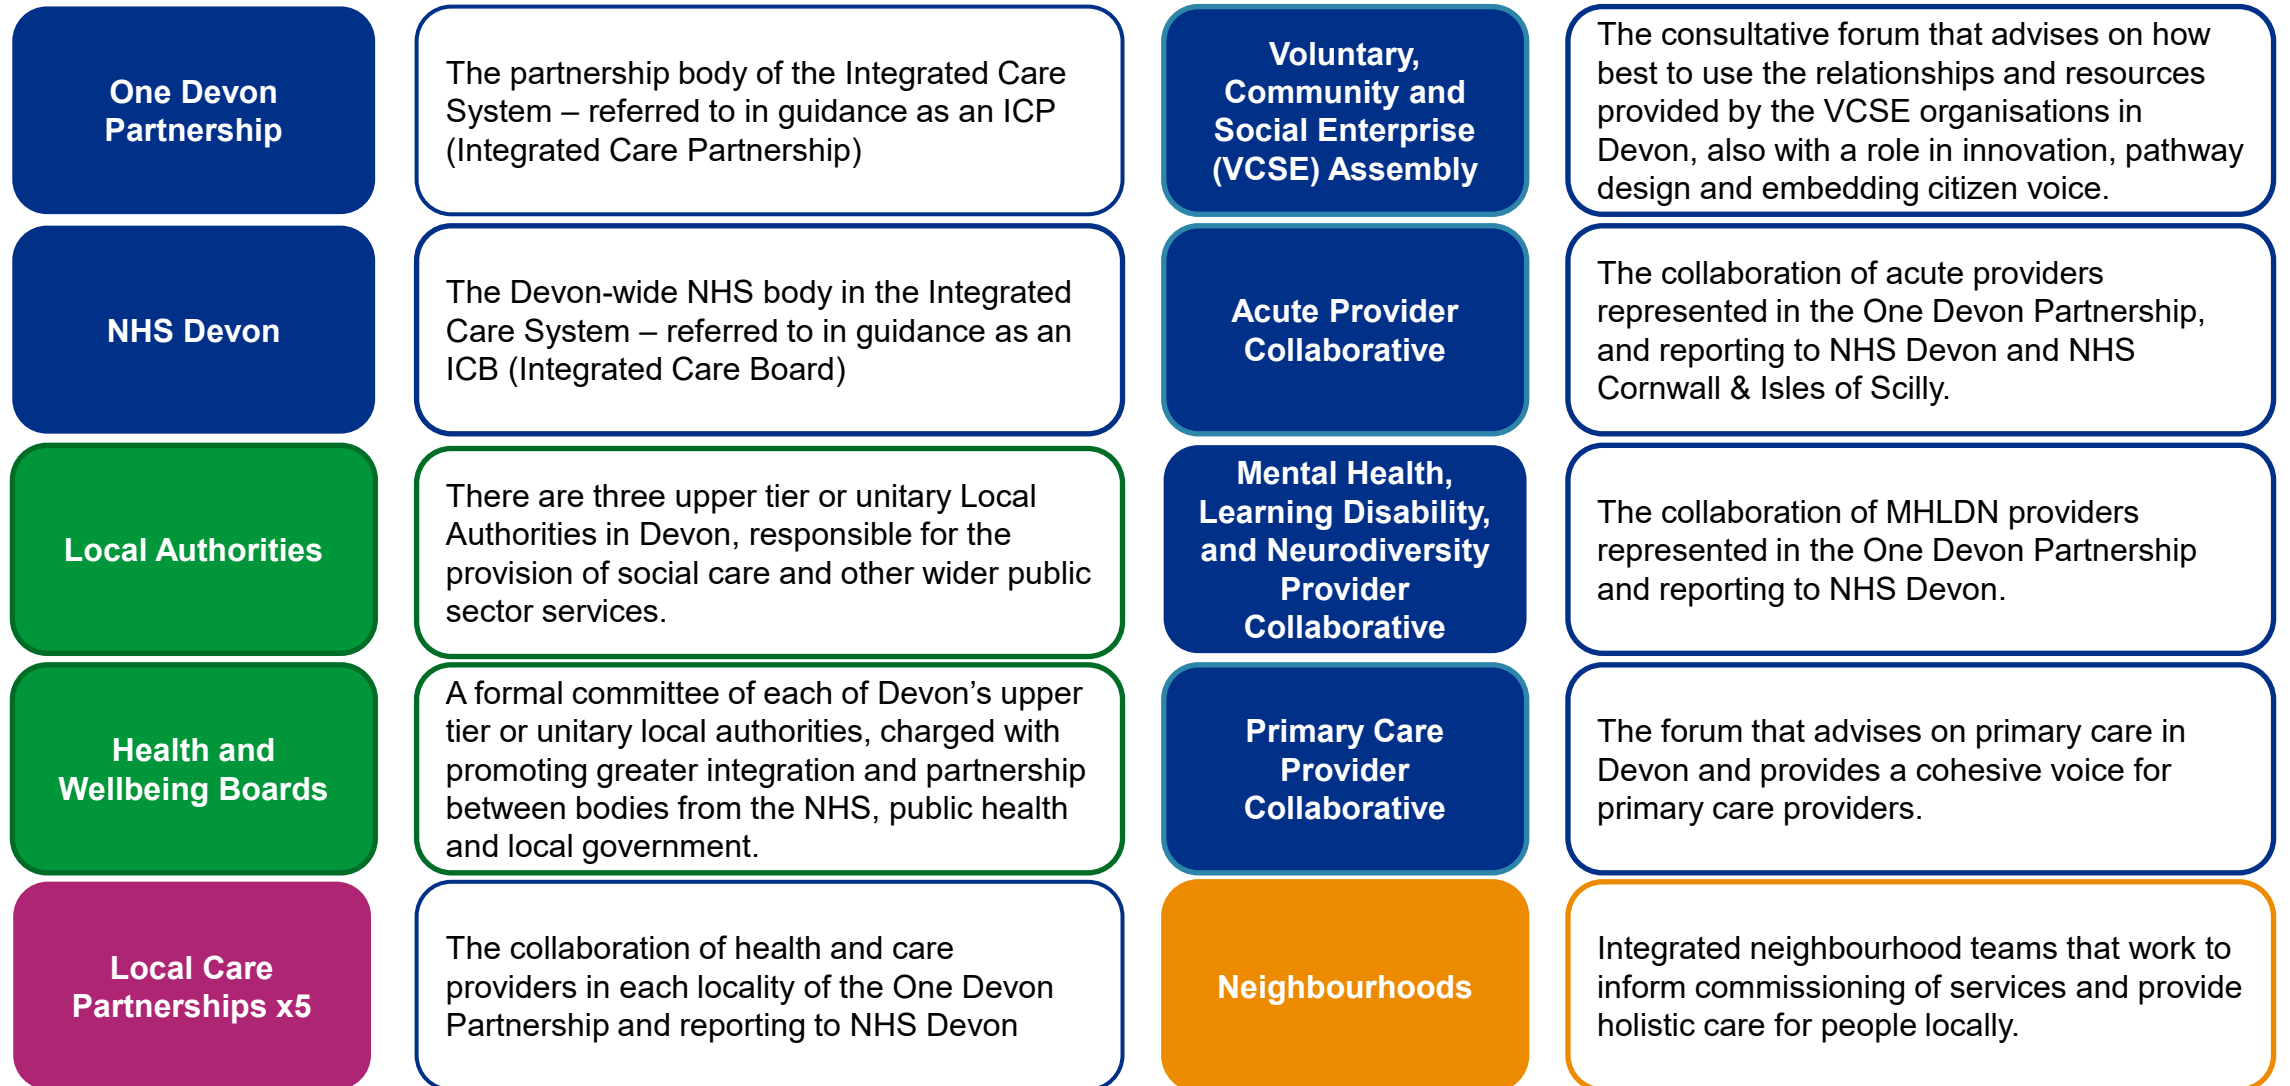 One Devon
Partnership
The partnership body of the Integrated Care
System – referred to in guidance as an ICP
(Integrated Care Partnership)
Voluntary,
Community and
Social Enterprise
(VCSE) Assembly
The consultative forum that advises on how
best to use the relationships and resources
provided by the VCSE organisations in
Devon, also with a role in innovation, pathway
design and embedding citizen voice.
NHS Devon
The Devon-wide NHS body in the Integrated
Care System – referred to in guidance as an
ICB (Integrated Care Board)
Acute Provider
Collaborative
The collaboration of acute providers
represented in the One Devon Partnership,
and reporting to NHS Devon and NHS
Cornwall & Isles of Scilly.
Local Authorities
There are three upper tier or unitary Local
Authorities in Devon, responsible for the
provision of social care and other wider public
sector services.
Mental Health,
Learning Disability,
and Neurodiversity
Provider
Collaborative
The collaboration of MHLDN providers
represented in the One Devon Partnership
and reporting to NHS Devon.
Health and
Wellbeing Boards
A formal committee of each of Devon’s upper
tier or unitary local authorities, charged with
promoting greater integration and partnership
between bodies from the NHS, public health
and local government.
Primary Care
Provider
Collaborative
The forum that advises on primary care in
Devon and provides a cohesive voice for
primary care providers.
Local Care
Partnerships x5
The collaboration of health and care
providers in each locality of the One Devon
Partnership and reporting to NHS Devon
Neighbourhoods
Integrated neighbourhood teams that work to
inform commissioning of services and provide
holistic care for people locally.